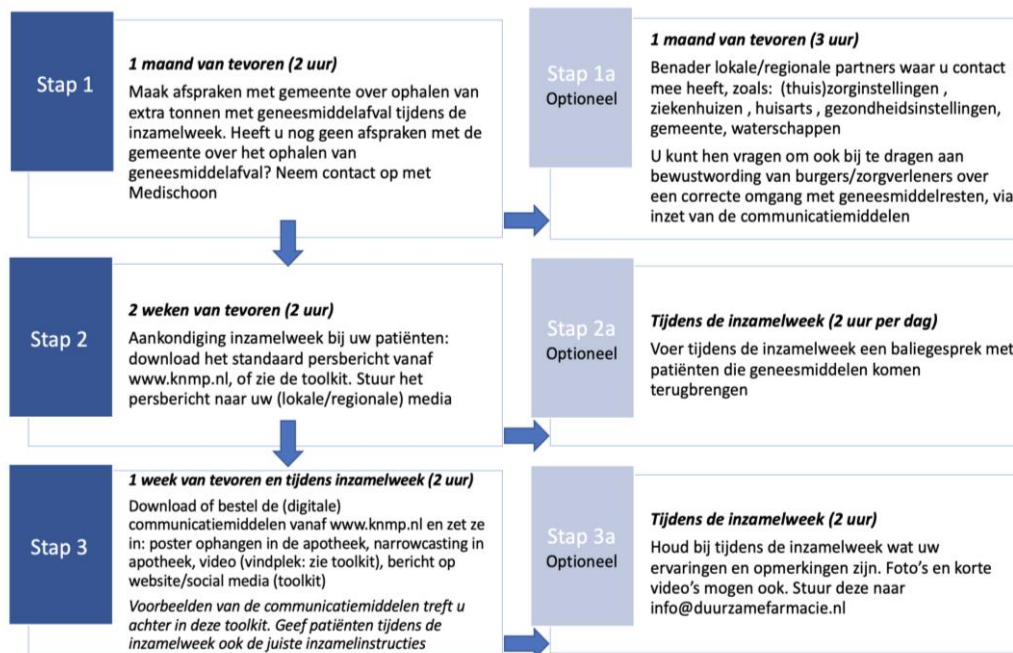 Stap 1
1 maand van tevoren (2 uur)
Maak afspraken met gemeente over ophalen van
extra tonnen met geneesmiddelafval tijdens de
inzamelweek. Heeft u nog geen afspraken met de
gemeente over het ophalen van
geneesmiddelafval? Neem contact op met
Medischoon
Stap 1a
Optioneel
1 maand van tevoren (3 uur)
Benader lokale/regionale partners waar u contact
mee heeft, zoals: (thuis)zorginstellingen ,
ziekenhuizen , huisarts , gezondheidsinstellingen,
gemeente, waterschappen
U kunt hen vragen om ook bij te dragen aan
bewustwording van burgers/zorgverleners over
een correcte omgang met geneesmiddelresten, via
inzet van de communicatiemiddelen
Stap 2
2 weken van tevoren (2 uur)
Aankondiging inzamelweek bij uw patiënten:
download het standaard persbericht vanaf
www.knmp.nl, of zie de toolkit. Stuur het
persbericht naar uw (lokale/regionale) media
Stap 2a
Optioneel
Tijdens de inzamelweek (2 uur per dag)
Voer tijdens de inzamelweek een baliegesprek met
patiënten die geneesmiddelen komen
terugbrengen
Stap 3
1 week van tevoren en tijdens inzamelweek (2 uur)
Download of bestel de (digitale)
communicatiemiddelen vanaf www.knmp.nl en zet ze
in: poster ophangen in de apotheek, narrowcasting in
apotheek, video (vindplek: zie toolkit), bericht op
website/social media (toolkit)
Voorbeelden van de communicatiemiddelen treft u
achter in deze toolkit. Geef patiënten tijdens de
inzamelweek ook de juiste inzamelinstructies
Stap 3a
Optioneel
Tijdens de inzamelweek (2 uur)
Houd bij tijdens de inzamelweek wat uw
ervaringen en opmerkingen zijn. Foto's en korte
video's mogen ook. Stuur deze naar
info@duurzamefarmacie.nl